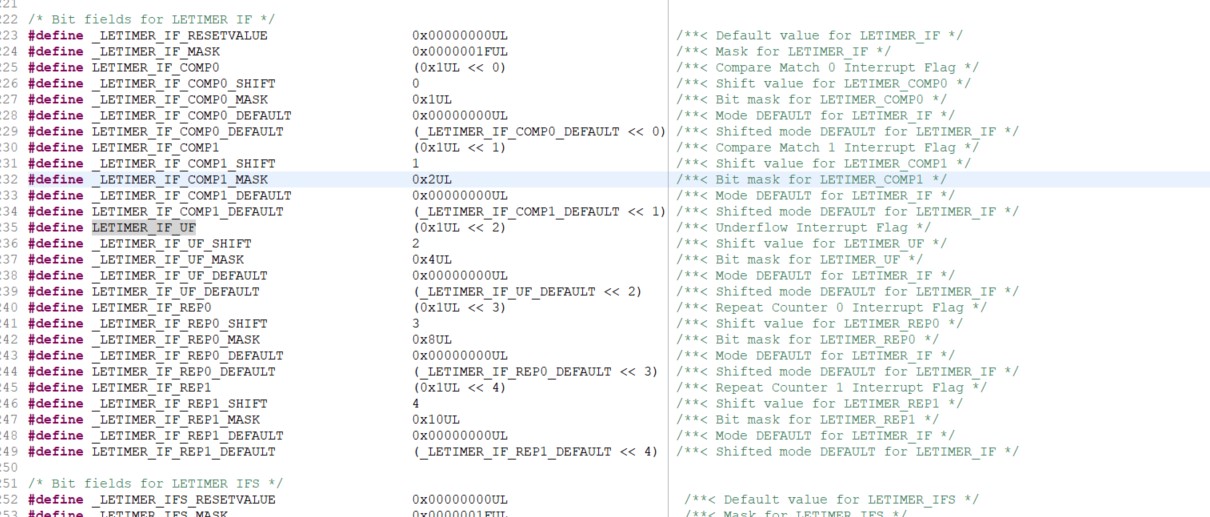 221
222 /* Bit fields for LETIMER IF */
223 #define _LETIMER_IF_RESETVALUE 0x00000000UL /**< Default value for LETIMER_IF */
224 #define _LETIMER_IF_MASK 0x0000001FUL /**< Mask for LETIMER_IF */
225 #define LETIMER_IF_COMP0 (0x1UL << 0) /**< Compare Match 0 Interrupt Flag */
226 #define _LETIMER_IF_COMP0_SHIFT 0 /**< Shift value for LETIMER_COMP0 */
227 #define _LETIMER_IF_COMP0_MASK 0x1UL /**< Bit mask for LETIMER_COMP0 */
228 #define _LETIMER_IF_COMP0_DEFAULT 0x00000000UL /**< Mode DEFAULT for LETIMER_IF */
229 #define LETIMER_IF_COMP0_DEFAULT (_LETIMER_IF_COMP0_DEFAULT << 0) /**< Shifted mode DEFAULT for LETIMER_IF */
230 #define LETIMER_IF_COMP1 (0x1UL << 1) /**< Compare Match 1 Interrupt Flag */
231 #define _LETIMER_IF_COMP1_SHIFT 1 /**< Shift value for LETIMER_COMP1 */
232 #define _LETIMER_IF_COMP1_MASK 0x2UL /**< Bit mask for LETIMER_COMP1 */
233 #define _LETIMER_IF_COMP1_DEFAULT 0x00000000UL /**< Mode DEFAULT for LETIMER_IF */
234 #define LETIMER_IF_COMP1_DEFAULT (_LETIMER_IF_COMP1_DEFAULT << 1) /**< Shifted mode DEFAULT for LETIMER_IF */
235 #define LETIMER_IF_UF (0x1UL << 2) /**< Underflow Interrupt Flag */
236 #define _LETIMER_IF_UF_SHIFT 2 /**< Shift value for LETIMER_UF */
237 #define _LETIMER_IF_UF_MASK 0x4UL /**< Bit mask for LETIMER_UF */
238 #define _LETIMER_IF_UF_DEFAULT 0x00000000UL /**< Mode DEFAULT for LETIMER_IF */
239 #define LETIMER_IF_UF_DEFAULT (_LETIMER_IF_UF_DEFAULT << 2) /**< Shifted mode DEFAULT for LETIMER_IF */
240 #define LETIMER_IF_REP0 (0x1UL << 3) /**< Repeat Counter 0 Interrupt Flag */
241 #define _LETIMER_IF_REP0_SHIFT 3 /**< Shift value for LETIMER_REP0 */
242 #define _LETIMER_IF_REP0_MASK 0x8UL /**< Bit mask for LETIMER_REP0 */
243 #define _LETIMER_IF_REP0_DEFAULT 0x00000000UL /**< Mode DEFAULT for LETIMER_IF */
244 #define LETIMER_IF_REP0_DEFAULT (_LETIMER_IF_REP0_DEFAULT << 3) /**< Shifted mode DEFAULT for LETIMER_IF */
245 #define LETIMER_IF_REP1 (0x1UL << 4) /**< Repeat Counter 1 Interrupt Flag */
246 #define _LETIMER_IF_REP1_SHIFT 4 /**< Shift value for LETIMER_REP1 */
247 #define _LETIMER_IF_REP1_MASK 0x10UL /**< Bit mask for LETIMER_REP1 */
248 #define _LETIMER_IF_REP1_DEFAULT 0x00000000UL /**< Mode DEFAULT for LETIMER_IF */
249 #define LETIMER_IF_REP1_DEFAULT (_LETIMER_IF_REP1_DEFAULT << 4) /**< Shifted mode DEFAULT for LETIMER_IF */
250
251 /* Bit fields for LETIMER IFS */
252 #define _LETIMER_IFS_RESETVALUE 0x00000000UL /**< Default value for LETIMER_IFS */
253 #define _LETIMER_IFS_MASK 0x0000001FUL /**< Mask for LETIMER_IFS */